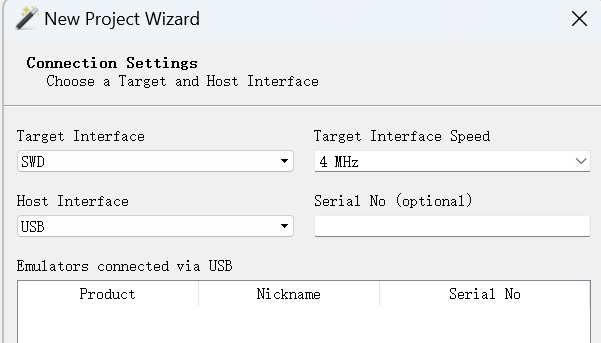 New Project Wizard
Connection Settings
Choose a Target and Host Interface
Target Interface
Target Interface Speed
SWD
4 MHz
Host Interface
Serial No (optional)
USB
Emulators connected via USB
Product Nickname Serial No